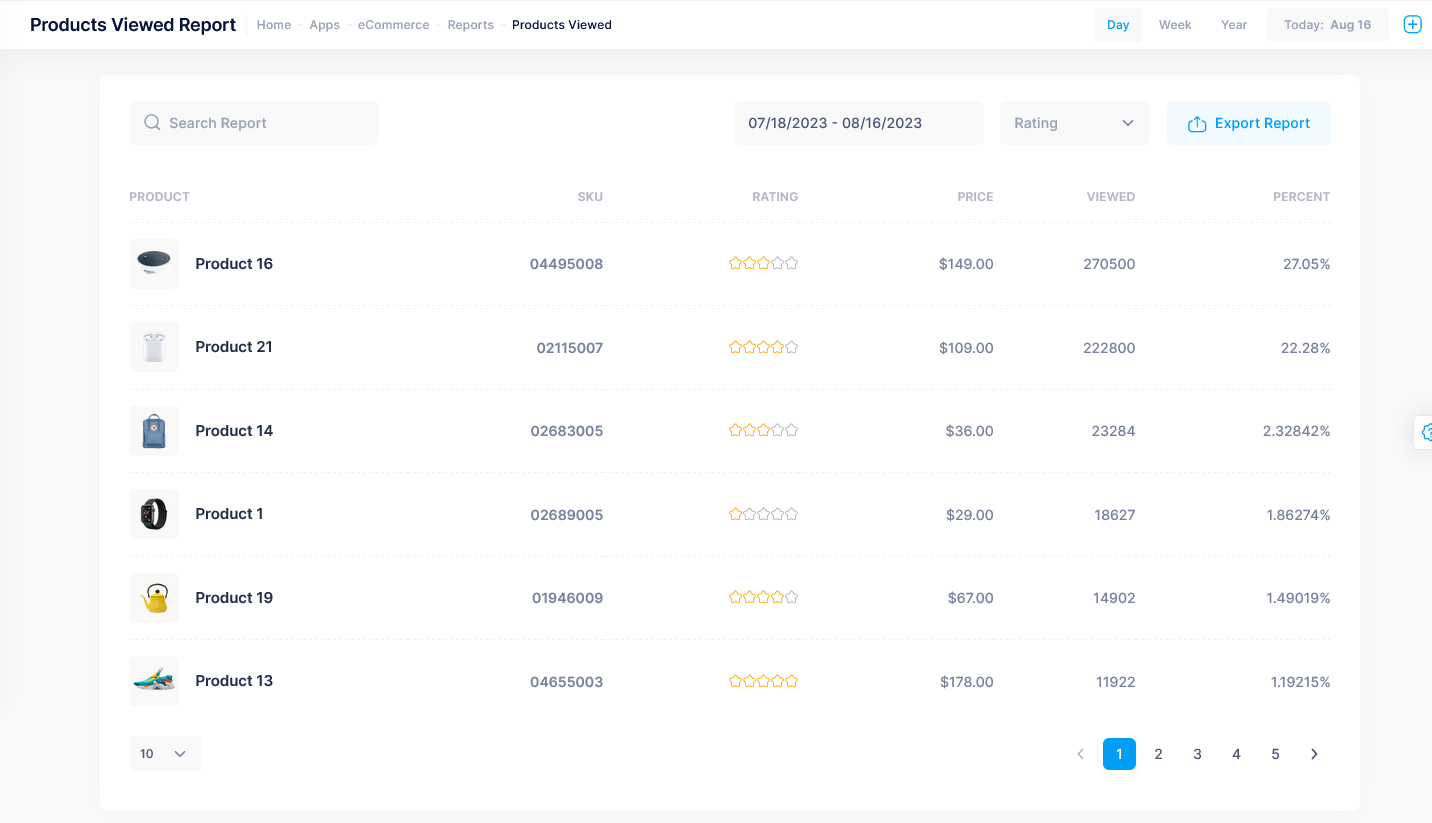 Products Viewed Report Home - Apps - eCommerce - Reports - Products Viewed Day Week Year Today: Aug 16
Search Report 07/18/2023 - 08/16/2023 Rating Export Report
PRODUCT SKU RATING PRICE VIEWED PERCENT
Product 16 04495008 $149.00 270500 27.05%
Product 21 02115007 $109.00 222800 22.28%
Product 14 02683005 $36.00 23284 2.32842%
Product 1 02689005 $29.00 18627 1.86274%
Product 19 01946009 $67.00 14902 1.49019%
Product 13 04655003 $178.00 11922 1.19215%
10 1 2 3 4 5